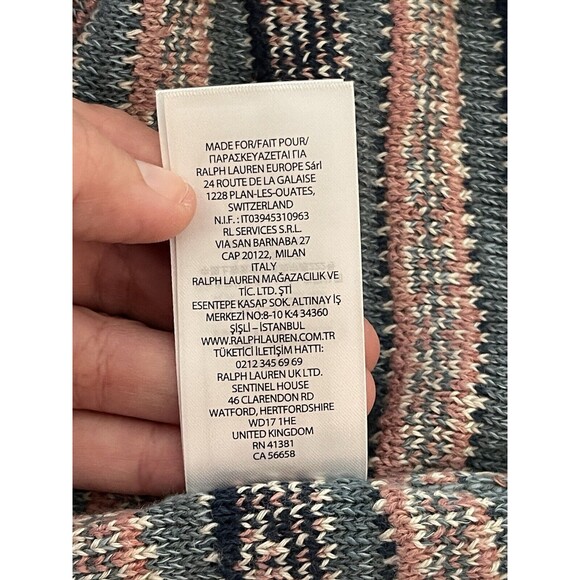 MADE FOR/FAIT POUR/
ΠΑΡΑΣΚΕΥΑΖΕΤΑΙ ΓΙΑ
RALPH LAUREN EUROPE Sárl
24 ROUTE DE LA GALAISE
1228 PLAN-LES-OUATES,
SWITZERLAND
N.I.F.: IT03945310963
RL SERVICES S.R.L.
VIA SAN BARNABA 27
CAP 20122, MILAN
ITALY
RALPH LAUREN MAĞAZACILIK VE
TİC. LTD. ŞTİ
ESENTEPE KASAP SOK. ALTINAY İŞ
MERKEZİ NO:8-10 K:4 34360
ŞİŞLİ – İSTANBUL
WWW.RALPHLAUREN.COM.TR
TÜKETİCİ İLETİŞİM HATTI:
0212 345 69 69
RALPH LAUREN UK LTD.
SENTINEL HOUSE
46 CLARENDON RD
WATFORD, HERTFORDSHIRE
WD17 1HE
UNITED KINGDOM
RN 41381
CA 56658